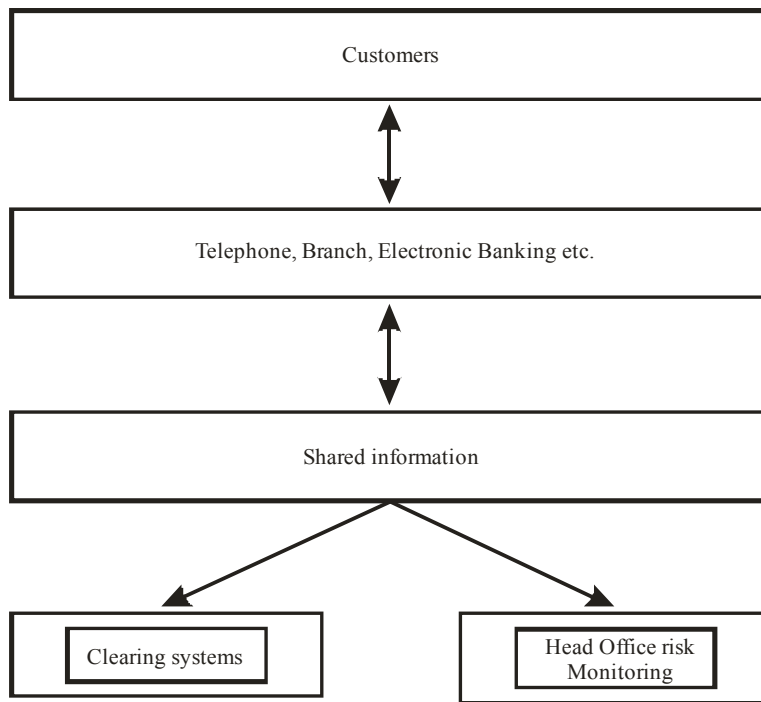 Customers
Telephone, Branch, Electronic Banking etc.
Shared information
Clearing systems
Head Office risk
Monitoring